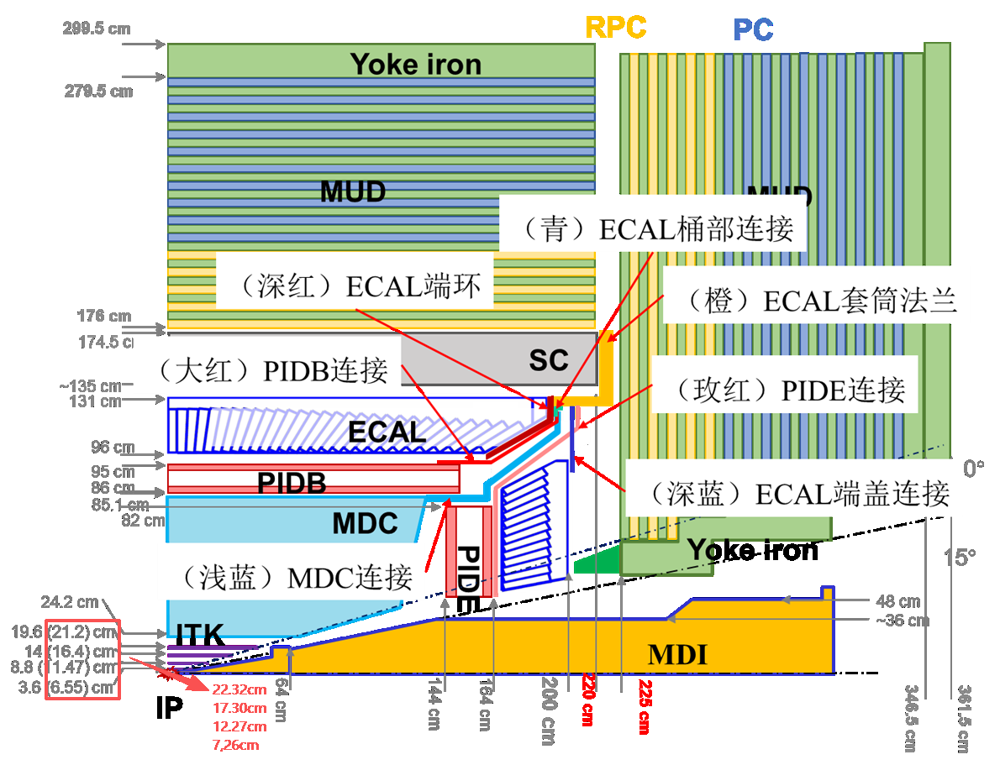 299.5 cm
RPC
PC
Yoke iron
279.5 cm
MUD
MUD
（青）ECAL桶部连接
（深红）ECAL端环
（橙）ECAL套筒法兰
176 cm
174.5 c
SC
（大红）PIDB连接
~135 cm
131 cm
（玫红）PIDE连接
ECAL
96 cm
95 cm
PIDB
86 cm
0°
（深蓝）ECAL端盖连接
85.1 cm
82 cm
MDC
Yoke iron
15°
PIDE
（浅蓝）MDC连接
24.2 cm
48 cm
~36 cm
19.6 (21.2) cm
ITK
14 (16.4) cm
MDI
8.8 (11.47) cm
3.6 (6.55) cm
IP
22.32cm
17.30cm
12.27cm
7,26cm
64 cm
144 cm
164 cm
200 cm
220 cm
225 cm
346.5 cm
361.5 cm